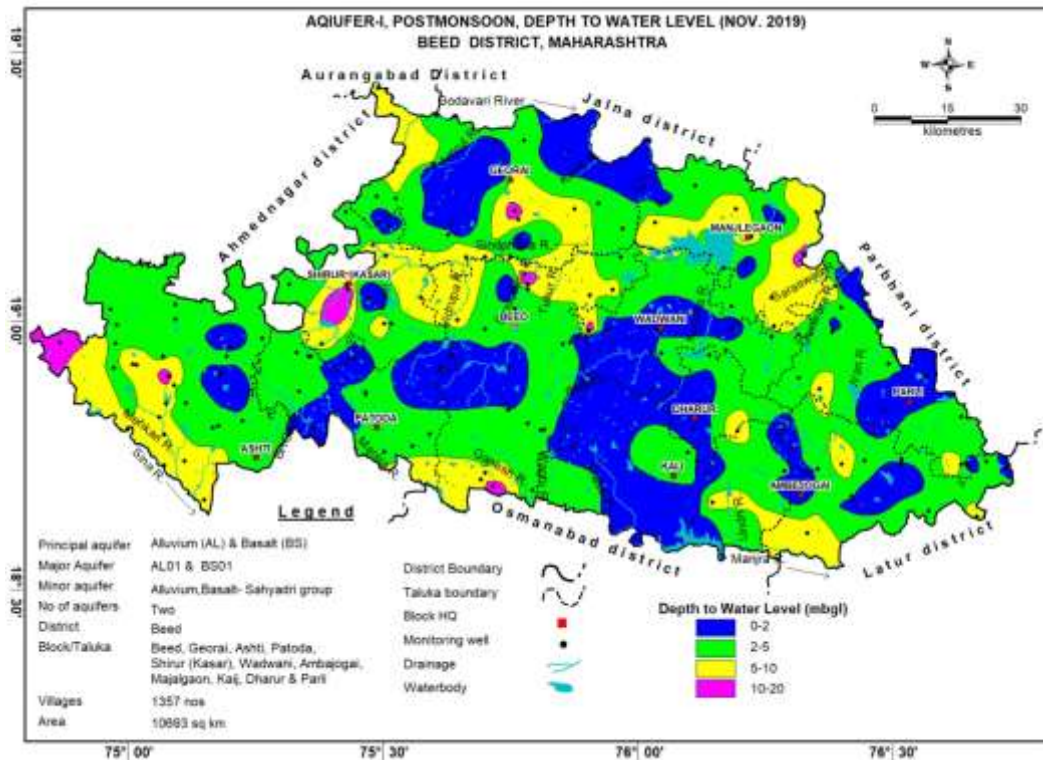 AQIUFER-I, POSTMONSOON, DEPTH TO WATER LEVEL (NOV. 2019)
BEED DISTRICT, MAHARASHTRA
19° 30'
N
W E
S
0 15 30
kilometres
Aurangabad District
Godavari River
Jalna district
Ahmednagar district
GEORAI
MANJLEGAON
Sindphana R.
SHIRUR (KASAR)
Parbhani district
19° 00'
BEED
WADWANI
PARLI
DHARUR
PATODA
ASHTI
KAIJ
AMBEJOGAI
Sina R.
Osmanabad district
Manjra R.
Latur district
18° 30'
Legend
Principal aquifer Alluvium (AL) & Basalt (BS)
Major Aquifer AL01 & BS01
Minor aquifer Alluvium,Basalt- Sahyadri group
No of aquifers Two
District Beed
Block/Taluka Beed, Georai, Ashti, Patoda,
Shirur (Kasar), Wadwani, Ambajogai,
Majalgaon, Kaij, Dharur & Parli
Villages 1357 nos
Area 10693 sq km
District Boundary
Taluka boundary
Block HQ
Monitoring well
Drainage
Waterbody
Depth to Water Level (mbgl)
0-2
2-5
5-10
10-20
75° 00' 75° 30' 76° 00' 76° 30'